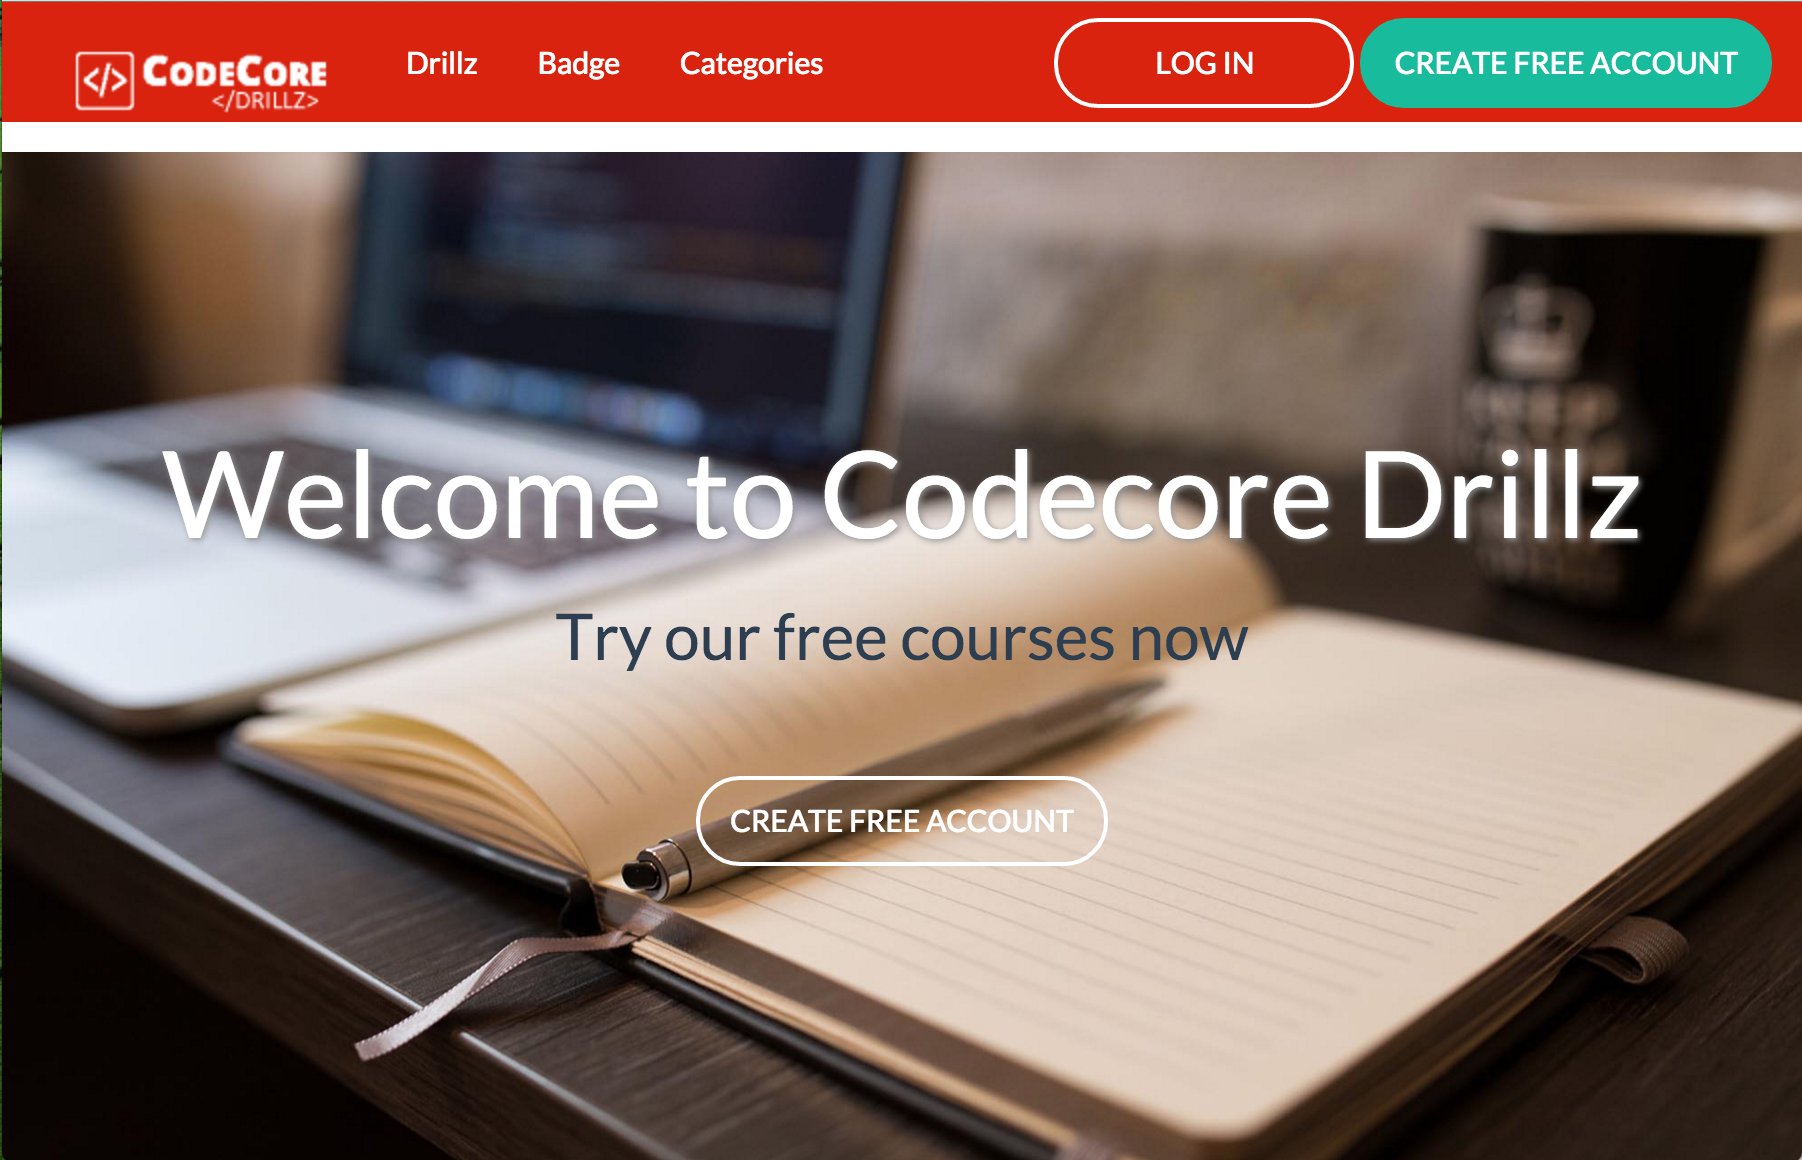 </> CODECORE
</DRILLZ>
Drillz
Badge
Categories
LOG IN
CREATE FREE ACCOUNT
Welcome to Codecore Drillz
Try our free courses now
CREATE FREE ACCOUNT